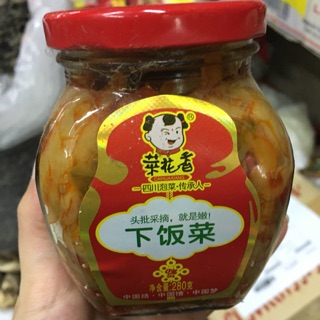 ®
菜花香
四川泡菜·传承人
头批采摘，就是嫩！
下饭菜
净含量:280克